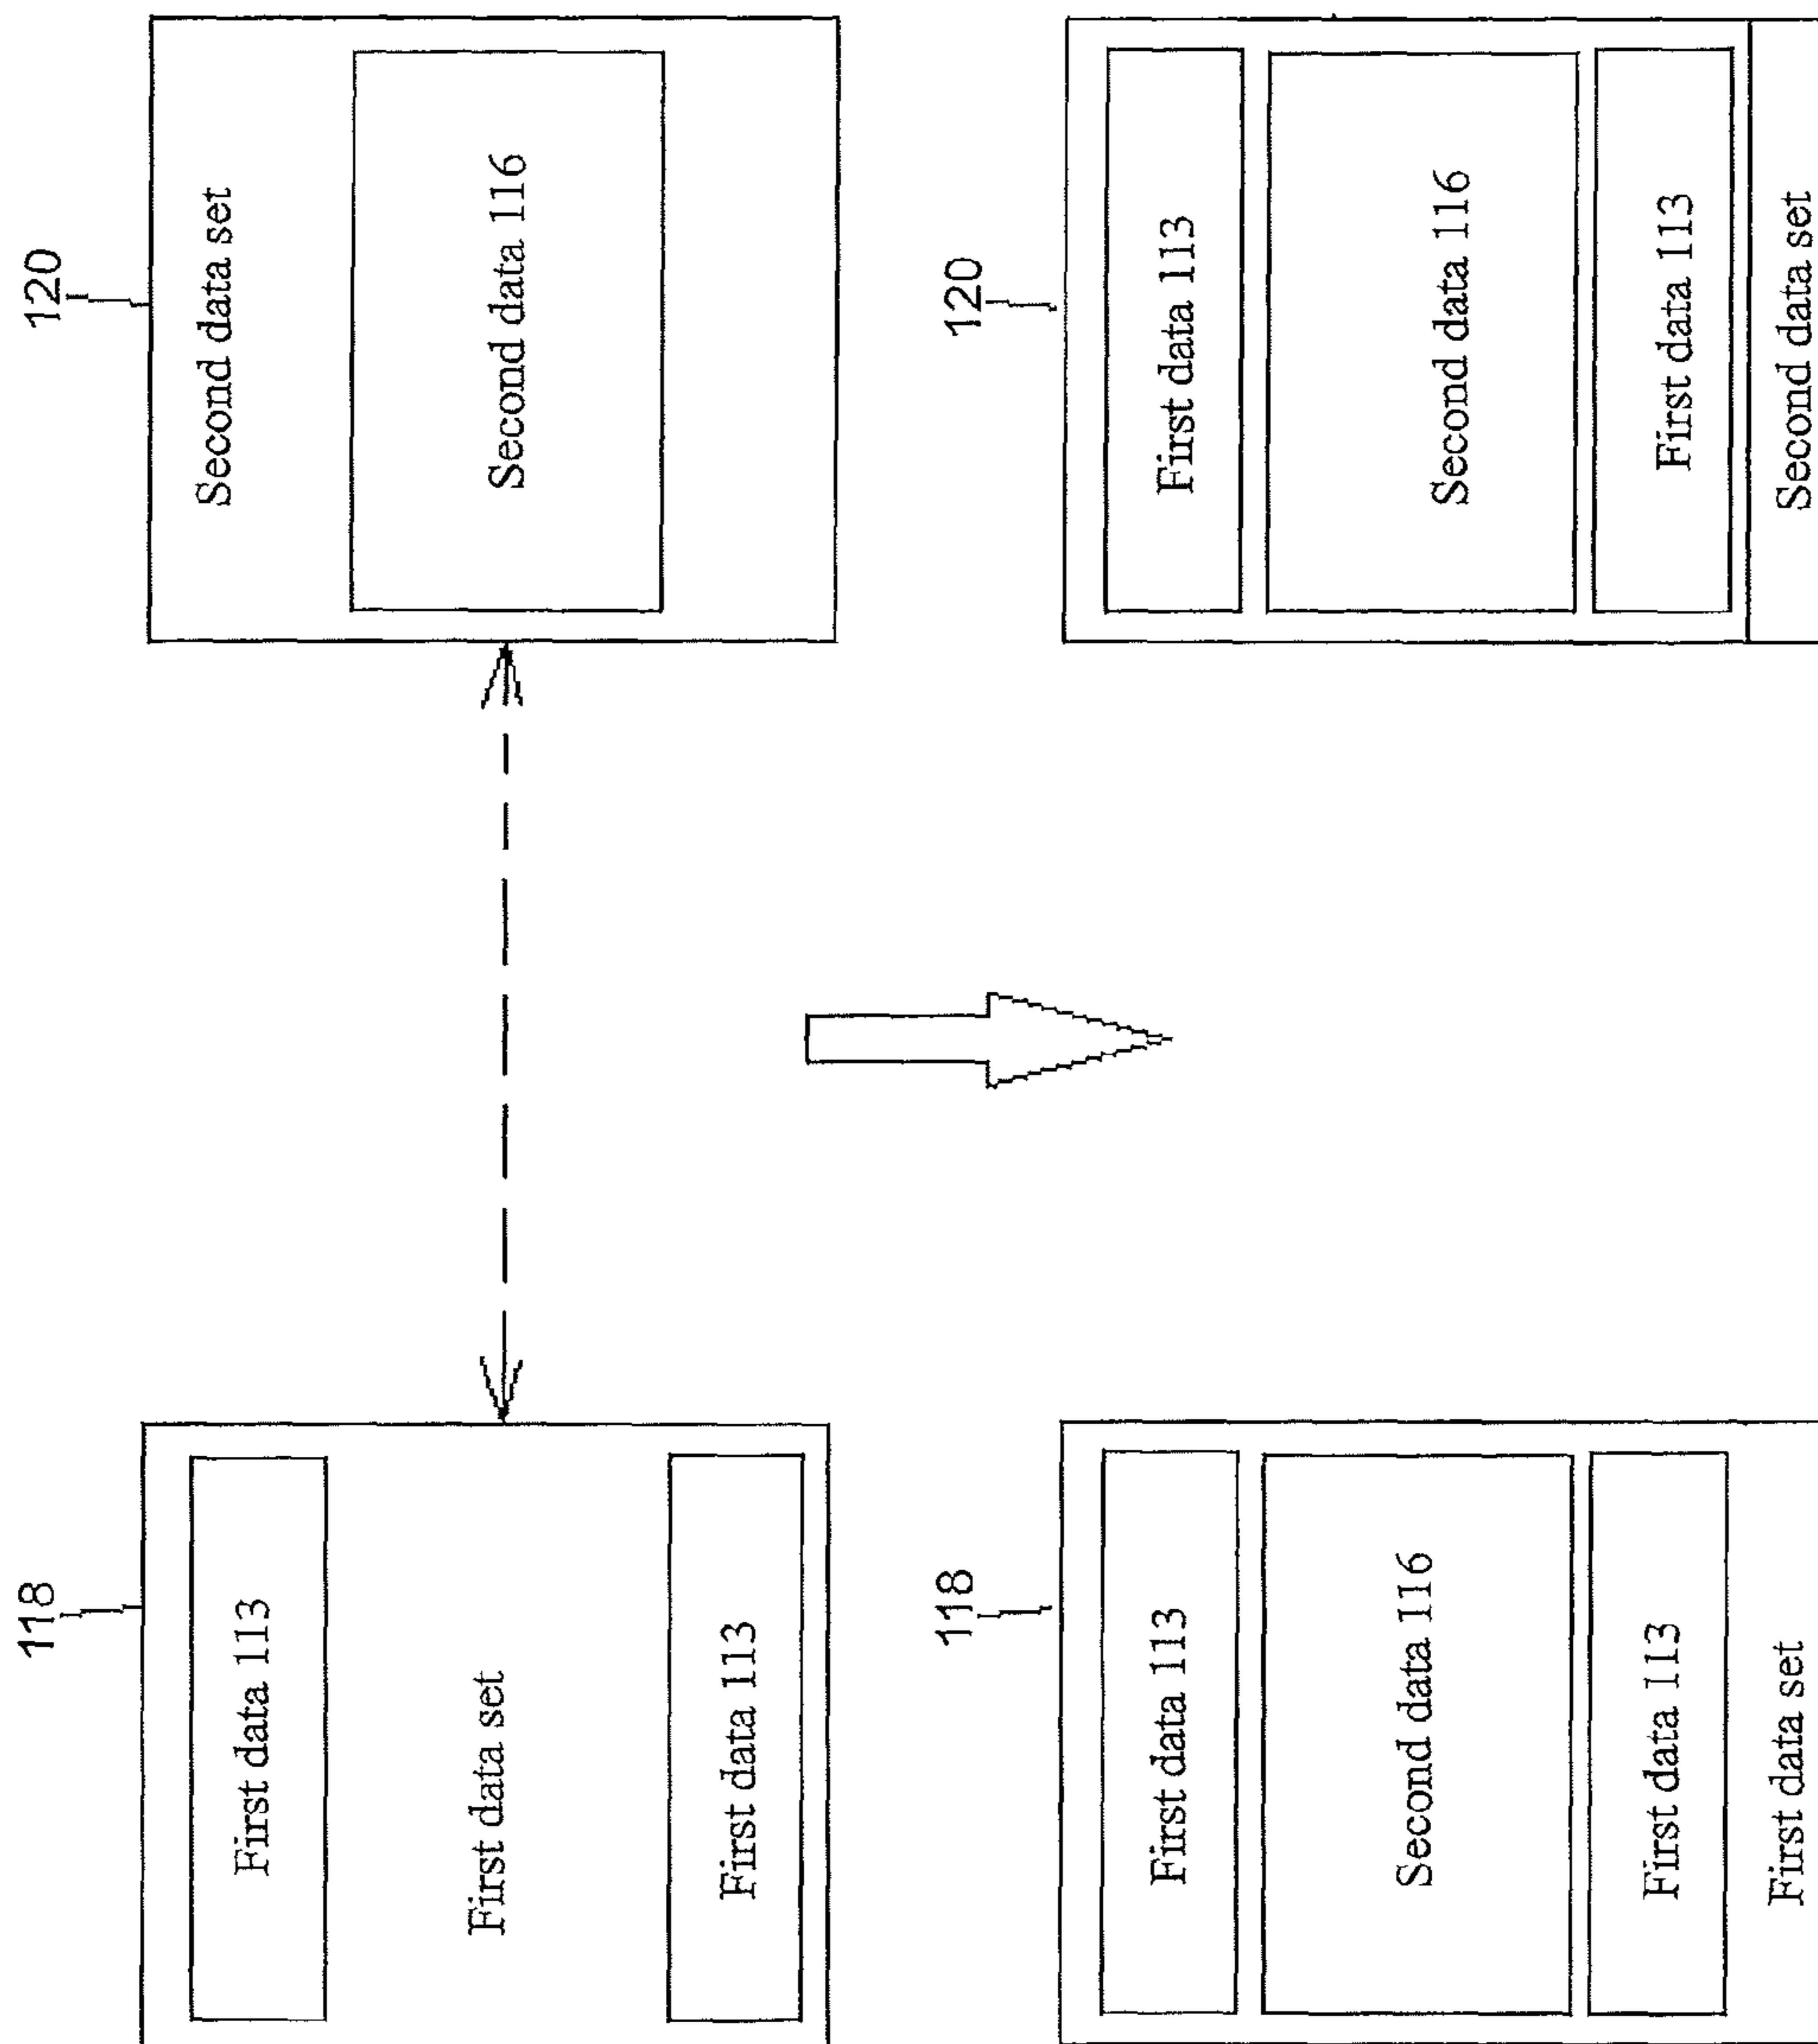 118
First data 113
First data set
First data 113
120
Second data set
Second data 116
118
First data 113
Second data 116
First data 113
First data set
120
First data 113
Second data 116
First data 113
Second data set